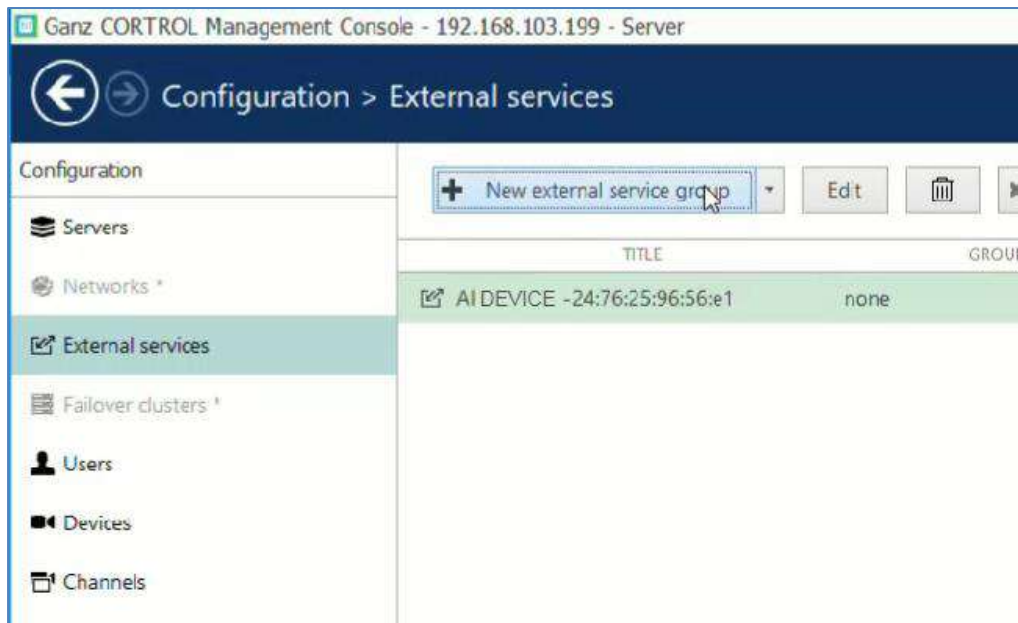 Ganz CORTROL Management Console - 192.168.103.199 - Server
Configuration > External services
Configuration
Servers
Networks *
External services
Failover clusters *
Users
Devices
Channels
New external service group
Edit
TITLE
GROU
AI DEVICE -24:76:25:96:56:e1
none